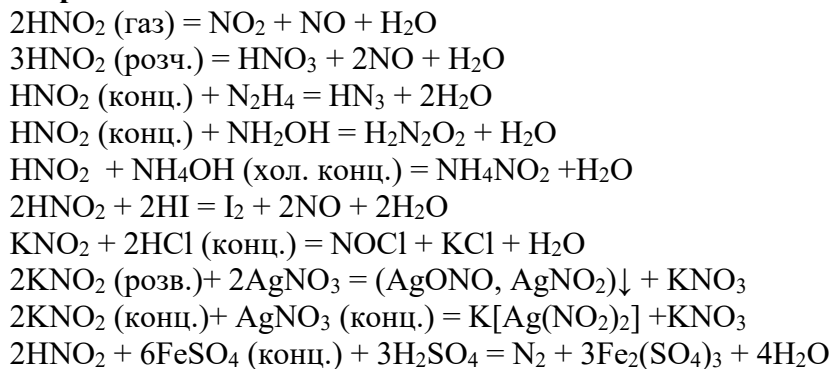 2HNO₂ (газ) = NO₂ + NO + H₂O
3HNO₂ (розч.) = HNO₃ + 2NO + H₂O
HNO₂ (конц.) + N₂H₄ = HN₃ + 2H₂O
HNO₂ (конц.) + NH₂OH = H₂N₂O₂ + H₂O
HNO₂ + NH₄OH (хол. конц.) = NH₄NO₂ +H₂O
2HNO₂ + 2HI = I₂ + 2NO + 2H₂O
KNO₂ + 2HCl (конц.) = NOCl + KCl + H₂O
2KNO₂ (розв.)+ 2AgNO₃ = (AgONO, AgNO₂)↓ + KNO₃
2KNO₂ (конц.)+ AgNO₃ (конц.) = K[Ag(NO₂)₂] +KNO₃
2HNO₂ + 6FeSO₄ (конц.) + 3H₂SO₄ = N₂ + 3Fe₂(SO₄)₃ + 4H₂O